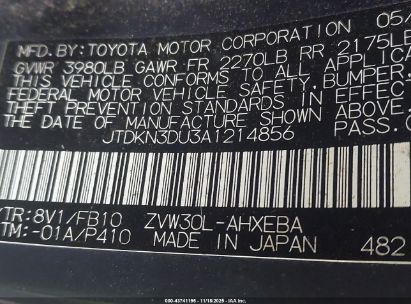 MFD. BY: TOYOTA MOTOR CORPORATION 05/
GVWR 3980LB GAWR FR 2270LB RR 2175LB
THIS VEHICLE CONFORMS TO ALL APPLICA
FEDERAL MOTOR VEHICLE SAFETY, BUMPER,
THEFT PREVENTION STANDARDS IN EFFEC
THE DATE OF MANUFACTURE SHOWN ABOVE.
JTDKN3DU3A1214856 PASS.
/TR:8V1/FB10 ZVW30L-AHXEBA
TM:-01A/P410 MADE IN JAPAN 482